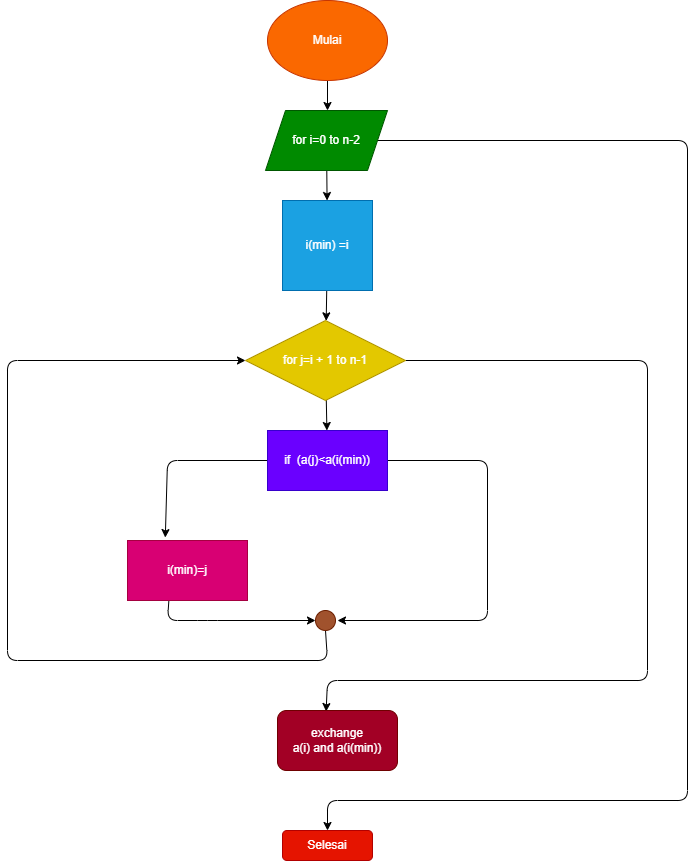 Mulai
for i=0 to n-2
i(min) =i
for j=i + 1 to n-1
if (a(j)<a(i(min))
i(min)=j
exchange
a(i) and a(i(min))
Selesai